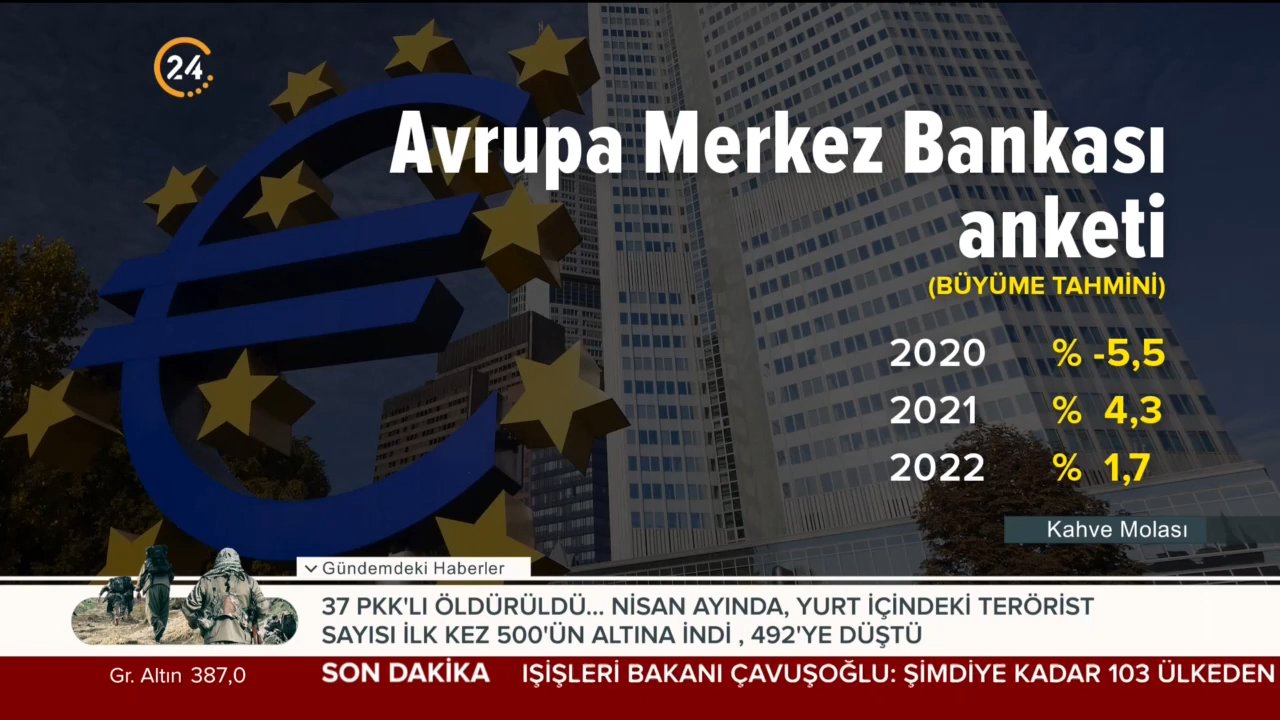 24
Avrupa Merkez Bankası
anketi
(BÜYÜME TAHMİNİ)
2020 % -5,5
2021 % 4,3
2022 % 1,7
Kahve Molası
Gündemdeki Haberler
37 PKK'LI ÖLDÜRÜLDÜ... NİSAN AYINDA, YURT İÇİNDEKİ TERÖRİST
SAYISI İLK KEZ 500'ÜN ALTINA İNDİ , 492'YE DÜŞTÜ
Gr. Altın 387,0 SON DAKİKA IŞİŞLERİ BAKANI ÇAVUŞOĞLU: ŞİMDİYE KADAR 103 ÜLKEDEN